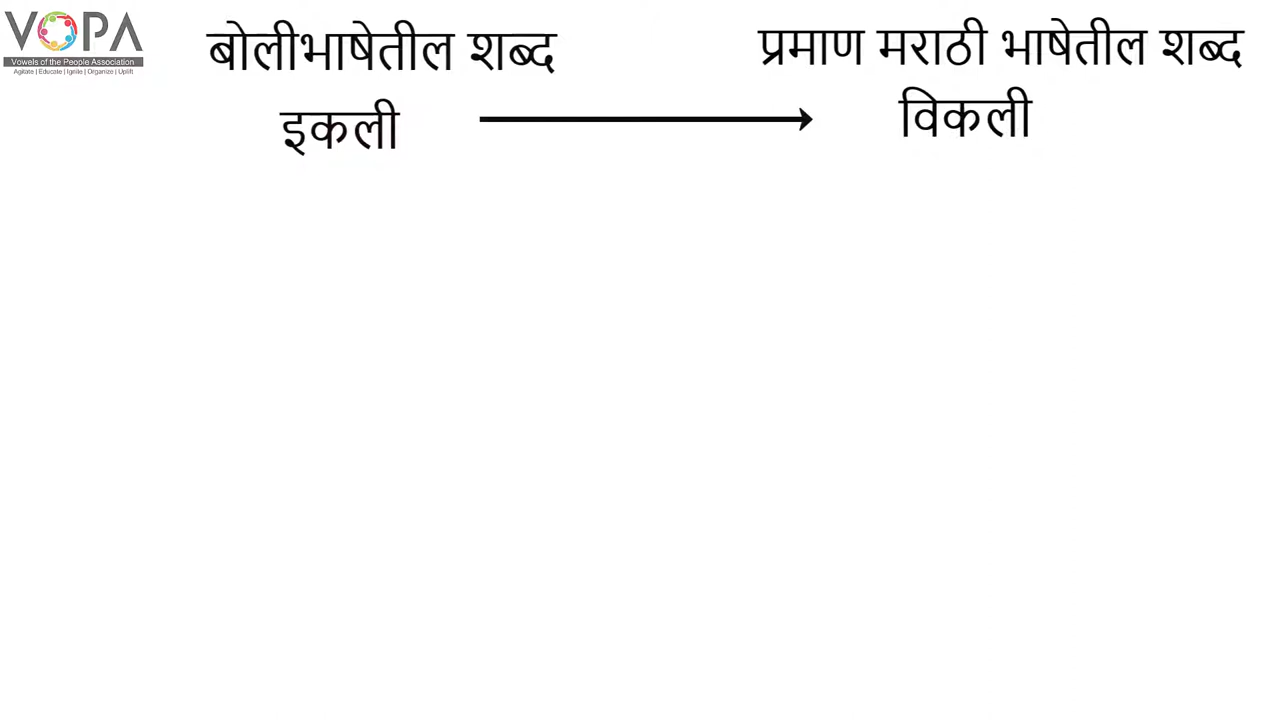 VOPA
Vowels of the People Association
Agitate | Educate | Ignite | Organize | Uplift
बोलीभाषेतील शब्द
प्रमाण मराठी भाषेतील शब्द
इकली
विकली